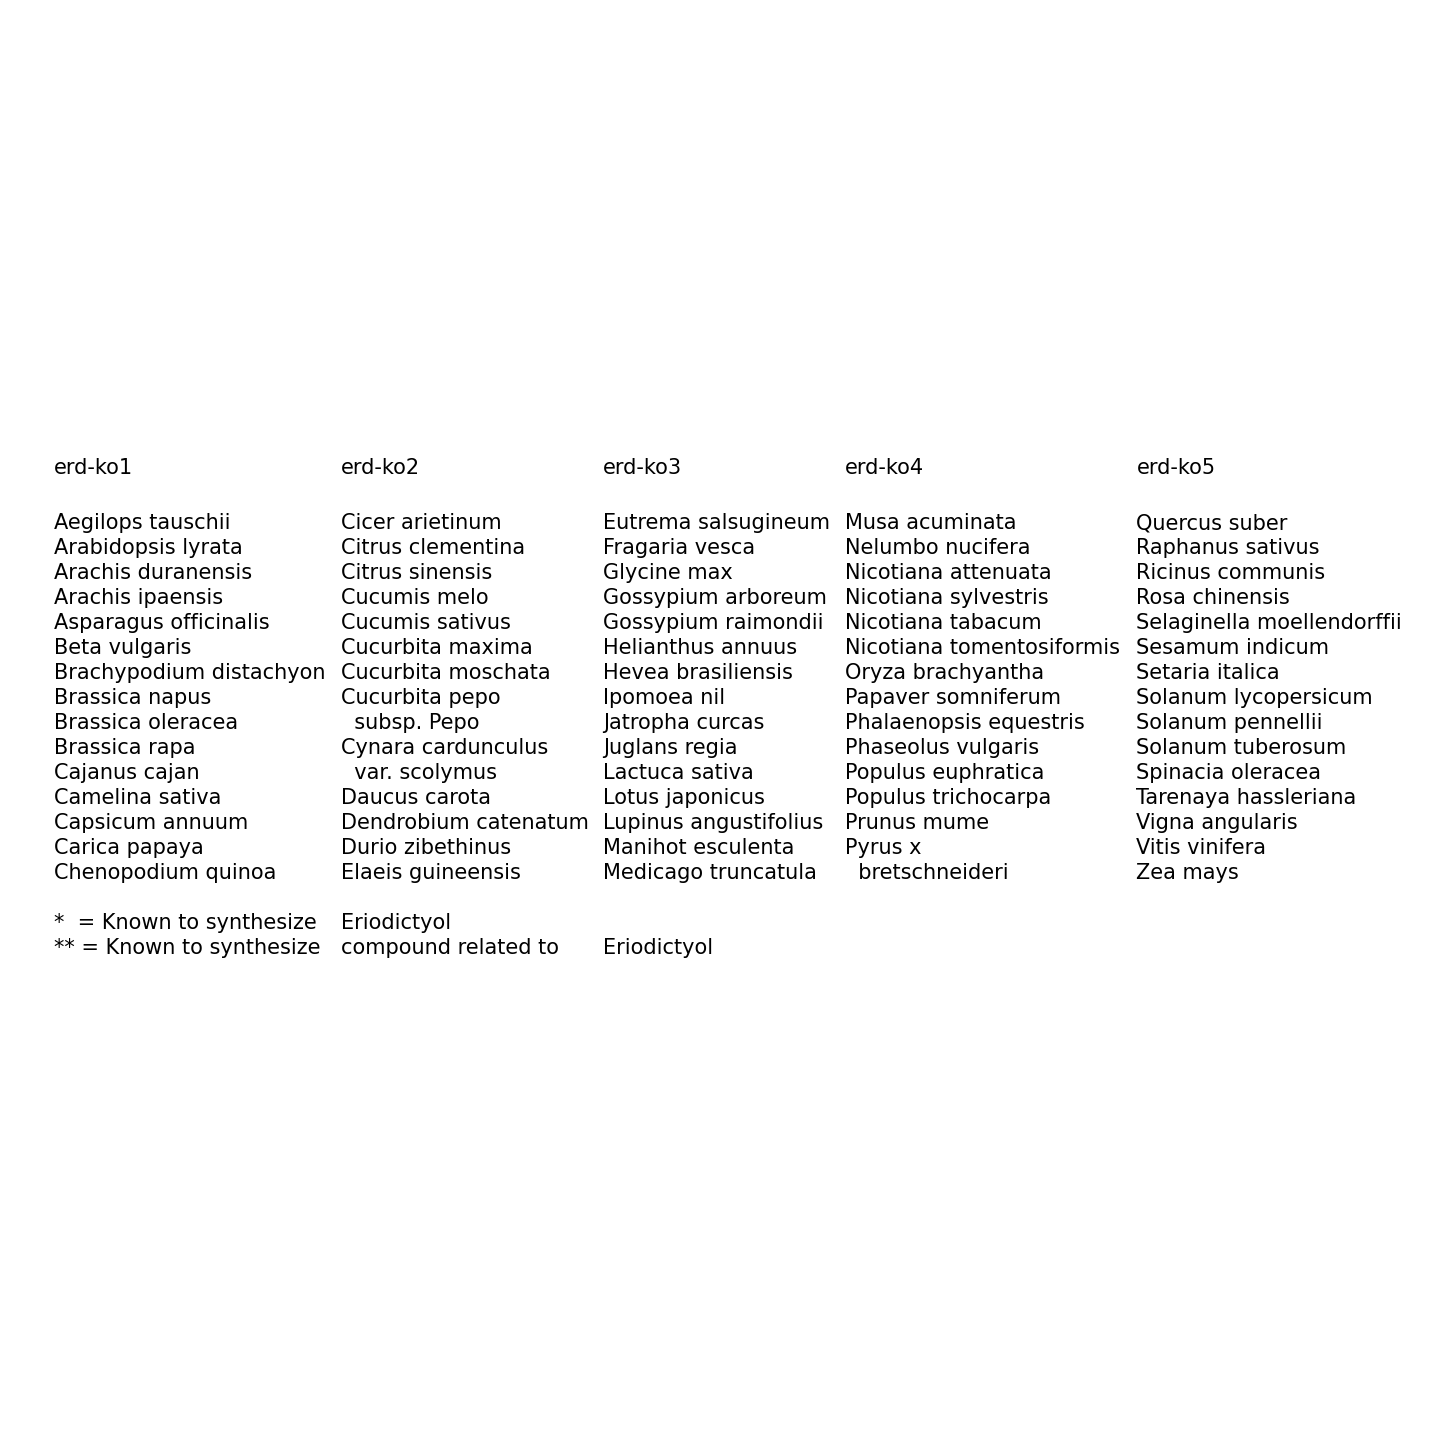 erd-ko1 erd-ko2 erd-ko3 erd-ko4 erd-ko5
Aegilops tauschii Cicer arietinum Eutrema salsugineum Musa acuminata Quercus suber
Arabidopsis lyrata Citrus clementina Fragaria vesca Nelumbo nucifera Raphanus sativus
Arachis duranensis Citrus sinensis Glycine max Nicotiana attenuata Ricinus communis
Arachis ipaensis Cucumis melo Gossypium arboreum Nicotiana sylvestris Rosa chinensis
Asparagus officinalis Cucumis sativus Gossypium raimondii Nicotiana tabacum Selaginella moellendorffii
Beta vulgaris Cucurbita maxima Helianthus annuus Nicotiana tomentosiformis Sesamum indicum
Brachypodium distachyon Cucurbita moschata Hevea brasiliensis Oryza brachyantha Setaria italica
Brassica napus Cucurbita pepo Ipomoea nil Papaver somniferum Solanum lycopersicum
Brassica oleracea subsp. Pepo Jatropha curcas Phalaenopsis equestris Solanum pennellii
Brassica rapa Cynara cardunculus Juglans regia Phaseolus vulgaris Solanum tuberosum
Cajanus cajan var. scolymus Lactuca sativa Populus euphratica Spinacia oleracea
Camelina sativa Daucus carota Lotus japonicus Populus trichocarpa Tarenaya hassleriana
Capsicum annuum Dendrobium catenatum Lupinus angustifolius Prunus mume Vigna angularis
Carica papaya Durio zibethinus Manihot esculenta Pyrus x Vitis vinifera
Chenopodium quinoa Elaeis guineensis Medicago truncatula bretschneideri Zea mays
* = Known to synthesize Eriodictyol
** = Known to synthesize compound related to Eriodictyol